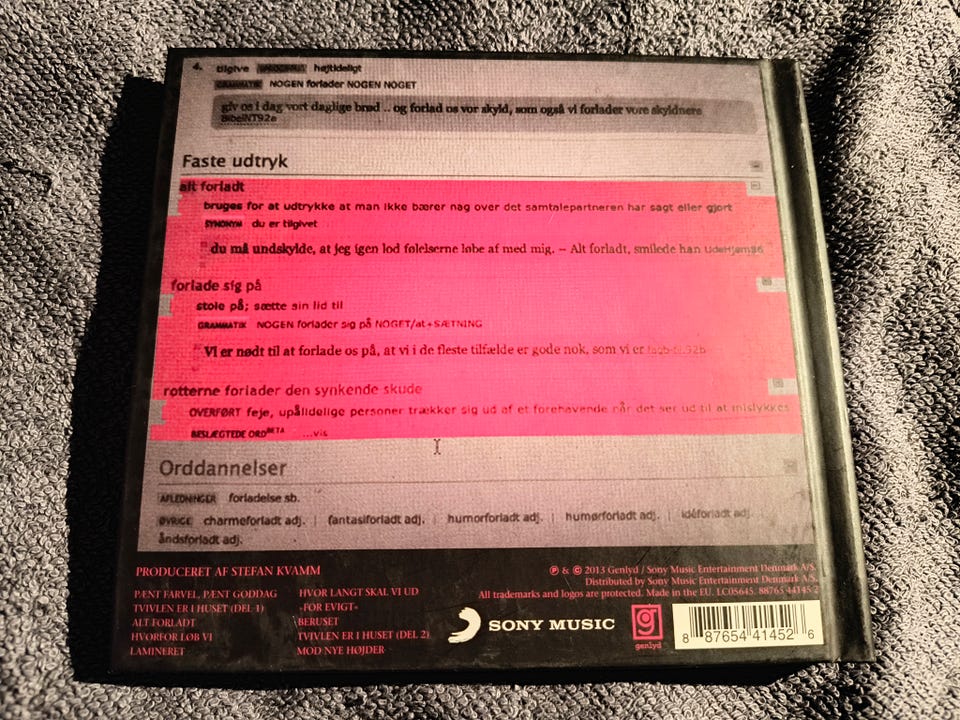 4. tilgive SPROGBRUG højtideligt
GRAMMATIK NOGEN forlader NOGEN NOGET
giv os i dag vort daglige brød .. og forlad os vor skyld, som også vi forlader vore skyldnere
BibelNT92a
Faste udtryk
alt forladt
bruges for at udtrykke at man ikke bærer nag over det samtalepartneren har sagt eller gjort
SYNONYM du er tilgivet
du må undskylde, at jeg igen lod følelserne løbe af med mig. – Alt forladt, smilede han
forlade sig på
stole på; sætte sin lid til
GRAMMATIK NOGEN forlader sig på NOGET/at+SÆTNING
Vi er nødt til at forlade os på, at vi i de fleste tilfælde er gode nok, som vi er
rotterne forlader den synkende skude
OVERFØRT feje, upålidelige personer trækker sig ud af et forehavende når det ser ud til at mislykkes
BESLÆGTEDE ORD BETA ...vis
Orddannelser
AFLEDNINGER forladelse sb.
ØVRIGE charmeforladt adj. | fantasiforladt adj. | humorforladt adj. | humørforladt adj. | idéforladt adj.
åndsforladt adj.
PRODUCERET AF STEFAN KVAMM
PÆNT FARVEL, PÆNT GODDAG
TVIVLEN ER I HUSET (DEL 1)
ALT FORLADT
HVORFOR LØB VI
LAMINERET
HVOR LANGT SKAL VI UD
»FOR EVIGT«
BERUSET
TVIVLEN ER I HUSET (DEL 2)
MOD NYE HØJDER
℗ & © 2013 Genlyd / Sony Music Entertainment Denmark A/S.
Distributed by Sony Music Entertainment Denmark A/S.
All trademarks and logos are protected. Made in the EU. LC05645. 88765 44145 2
SONY MUSIC
genlyd
8 87654 41452 6